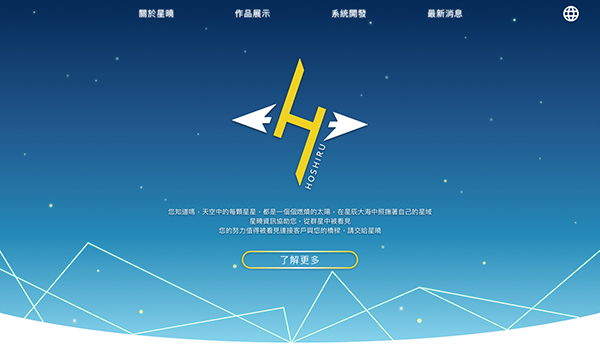 關於星曉
作品展示
系統開發
最新消息
HOSHIRU
您知道嗎，天空中的每顆星星，都是一個個燃燒的太陽，在星辰大海中照撫著自己的星域
星曉資訊協助您，從群星中被看見
您的努力值得被看見連接客戶與您的橋樑，請交給星曉
了解更多